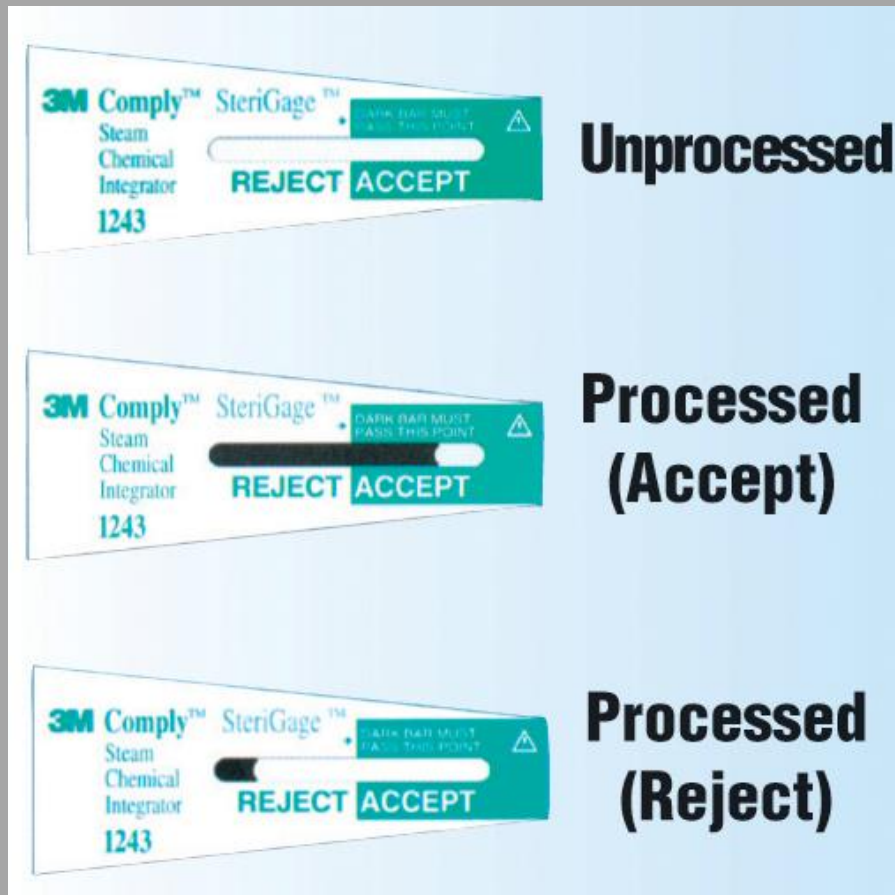 3M Comply™ SteriGage™
Steam
Chemical
Integrator
1243
DARK BAR MUST
PASS THIS POINT
REJECT ACCEPT
Unprocessed
3M Comply™ SteriGage™
Steam
Chemical
Integrator
1243
DARK BAR MUST
PASS THIS POINT
REJECT ACCEPT
Processed
(Accept)
3M Comply™ SteriGage™
Steam
Chemical
Integrator
1243
DARK BAR MUST
PASS THIS POINT
REJECT ACCEPT
Processed
(Reject)